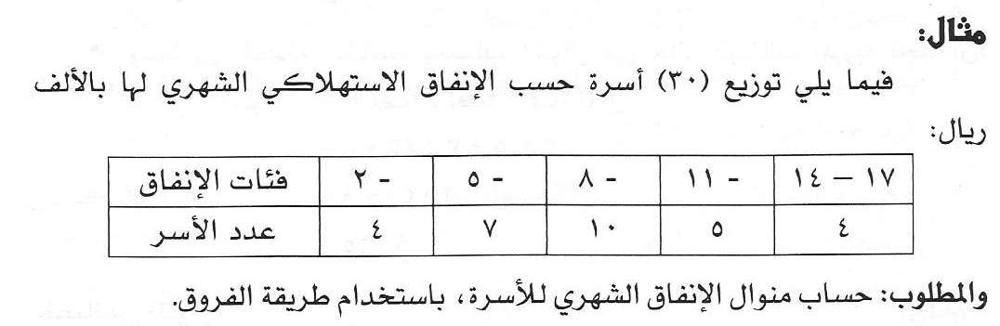 مثال:
فيما يلي توزيع (٣٠) أسرة حسب الإنفاق الاستهلاكي الشهري لها بالألف
ريال:
فئات الإنفاق ٢ - ٥ - ٨ - ١١ - ١٤ – ١٧
عدد الأسر ٤ ٧ ١٠ ٥ ٤
والمطلوب: حساب منوال الإنفاق الشهري للأسرة، باستخدام طريقة الفروق.